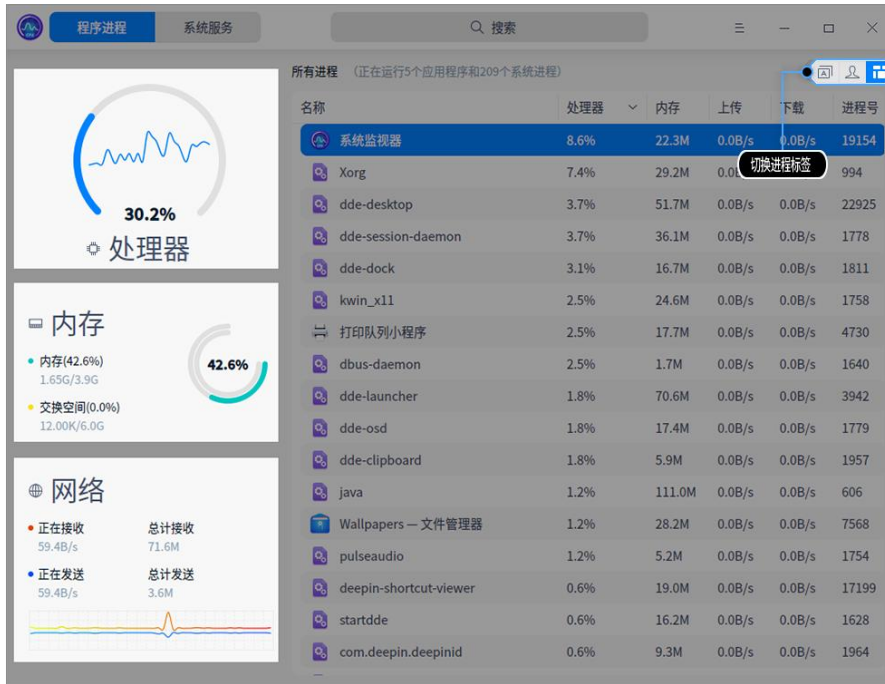 程序进程 系统服务 搜索
所有进程 (正在运行5个应用程序和209个系统进程)
名称 处理器 内存 上传 下载 进程号
系统监视器 8.6% 22.3M 0.0B/s 0.0B/s 19154
切换进程标签
Xorg 7.4% 29.2M 994
dde-desktop 3.7% 51.7M 0.0B/s 0.0B/s 22925
dde-session-daemon 3.7% 36.1M 0.0B/s 0.0B/s 1778
dde-dock 3.1% 16.7M 0.0B/s 0.0B/s 1811
kwin_x11 2.5% 24.6M 0.0B/s 0.0B/s 1758
打印队列小程序 2.5% 17.7M 0.0B/s 0.0B/s 4730
dbus-daemon 2.5% 1.7M 0.0B/s 0.0B/s 1640
dde-launcher 1.8% 70.6M 0.0B/s 0.0B/s 3942
dde-osd 1.8% 17.4M 0.0B/s 0.0B/s 1779
dde-clipboard 1.8% 5.9M 0.0B/s 0.0B/s 1957
java 1.2% 111.0M 0.0B/s 0.0B/s 606
Wallpapers — 文件管理器 1.2% 28.2M 0.0B/s 0.0B/s 7568
pulseaudio 1.2% 5.2M 0.0B/s 0.0B/s 1754
deepin-shortcut-viewer 0.6% 19.0M 0.0B/s 0.0B/s 17199
startdde 0.6% 16.2M 0.0B/s 0.0B/s 1628
com.deepin.deepinid 0.6% 9.3M 0.0B/s 0.0B/s 1964
30.2%
处理器
内存
内存(42.6%)
1.65G/3.9G
42.6%
交换空间(0.0%)
12.00K/6.0G
网络
正在接收 总计接收
59.4B/s 71.6M
正在发送 总计发送
59.4B/s 3.6M